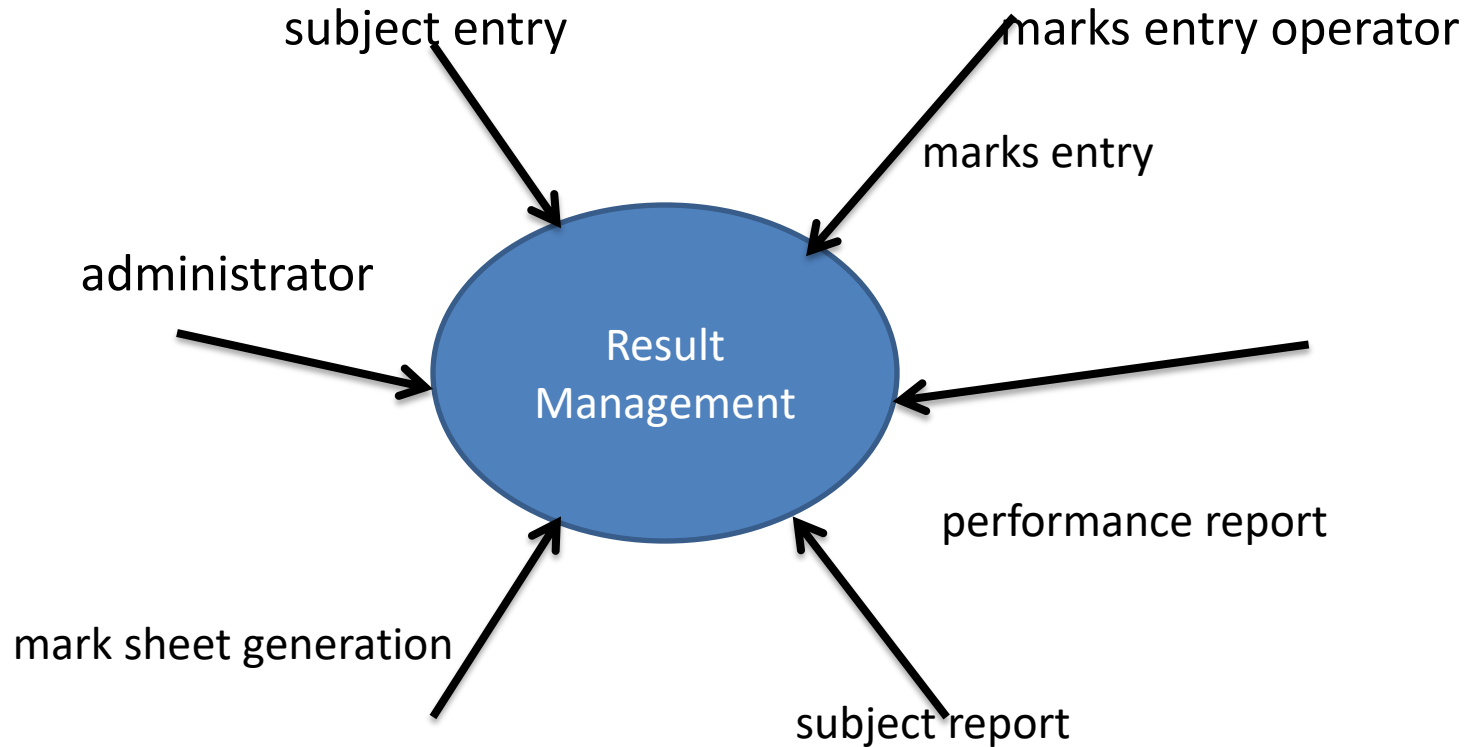 subject entry
marks entry operator
marks entry
administrator
Result
Management
performance report
mark sheet generation
subject report